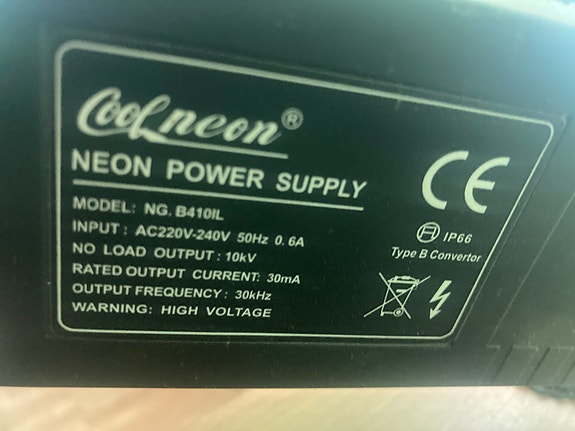 Coolneon®
NEON POWER SUPPLY
MODEL: NG. B410IL
INPUT : AC220V-240V 50Hz 0.6A
NO LOAD OUTPUT : 10kV
RATED OUTPUT CURRENT: 30mA
OUTPUT FREQUENCY : 30kHz
WARNING: HIGH VOLTAGE
CE
IP66
Type B Convertor